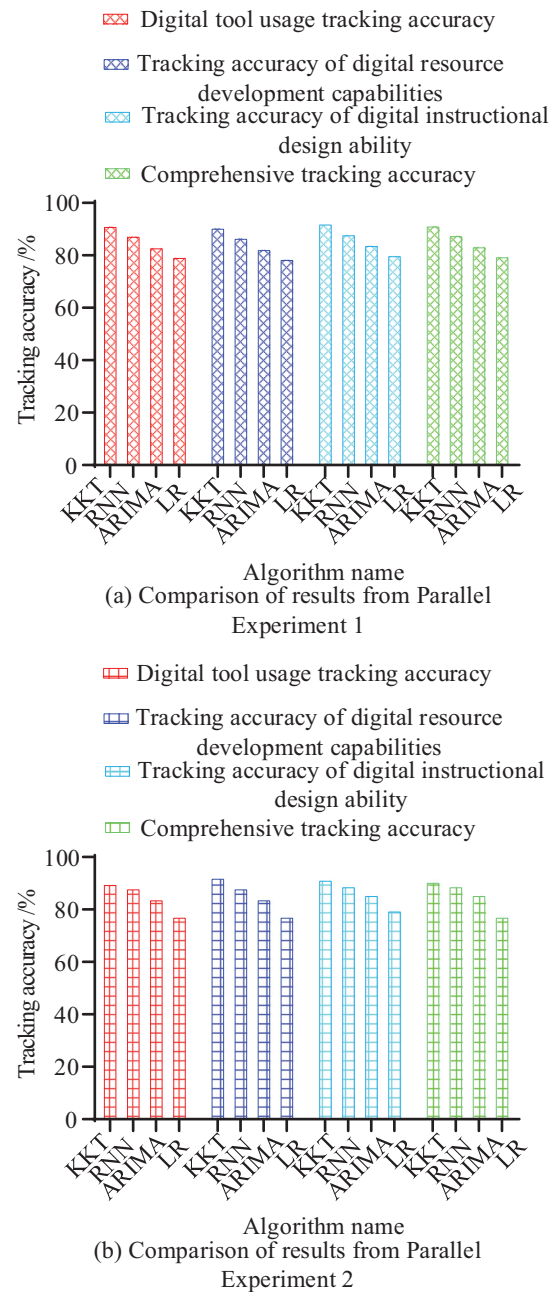 Digital tool usage tracking accuracy
Tracking accuracy of digital resource
development capabilities
Tracking accuracy of digital instructional
design ability
Comprehensive tracking accuracy
Tracking accuracy /%
100
80
60
40
20
0
KKT
RNN
ARIMA
LR
KKT
RNN
ARIMA
LR
KKT
RNN
ARIMA
LR
KKT
RNN
ARIMA
LR
Algorithm name
(a) Comparison of results from Parallel
Experiment 1
Digital tool usage tracking accuracy
Tracking accuracy of digital resource
development capabilities
Tracking accuracy of digital instructional
design ability
Comprehensive tracking accuracy
Tracking accuracy /%
100
80
60
40
20
0
KKT
RNN
ARIMA
LR
KKT
RNN
ARIMA
LR
KKT
RNN
ARIMA
LR
KKT
RNN
ARIMA
LR
Algorithm name
(b) Comparison of results from Parallel
Experiment 2